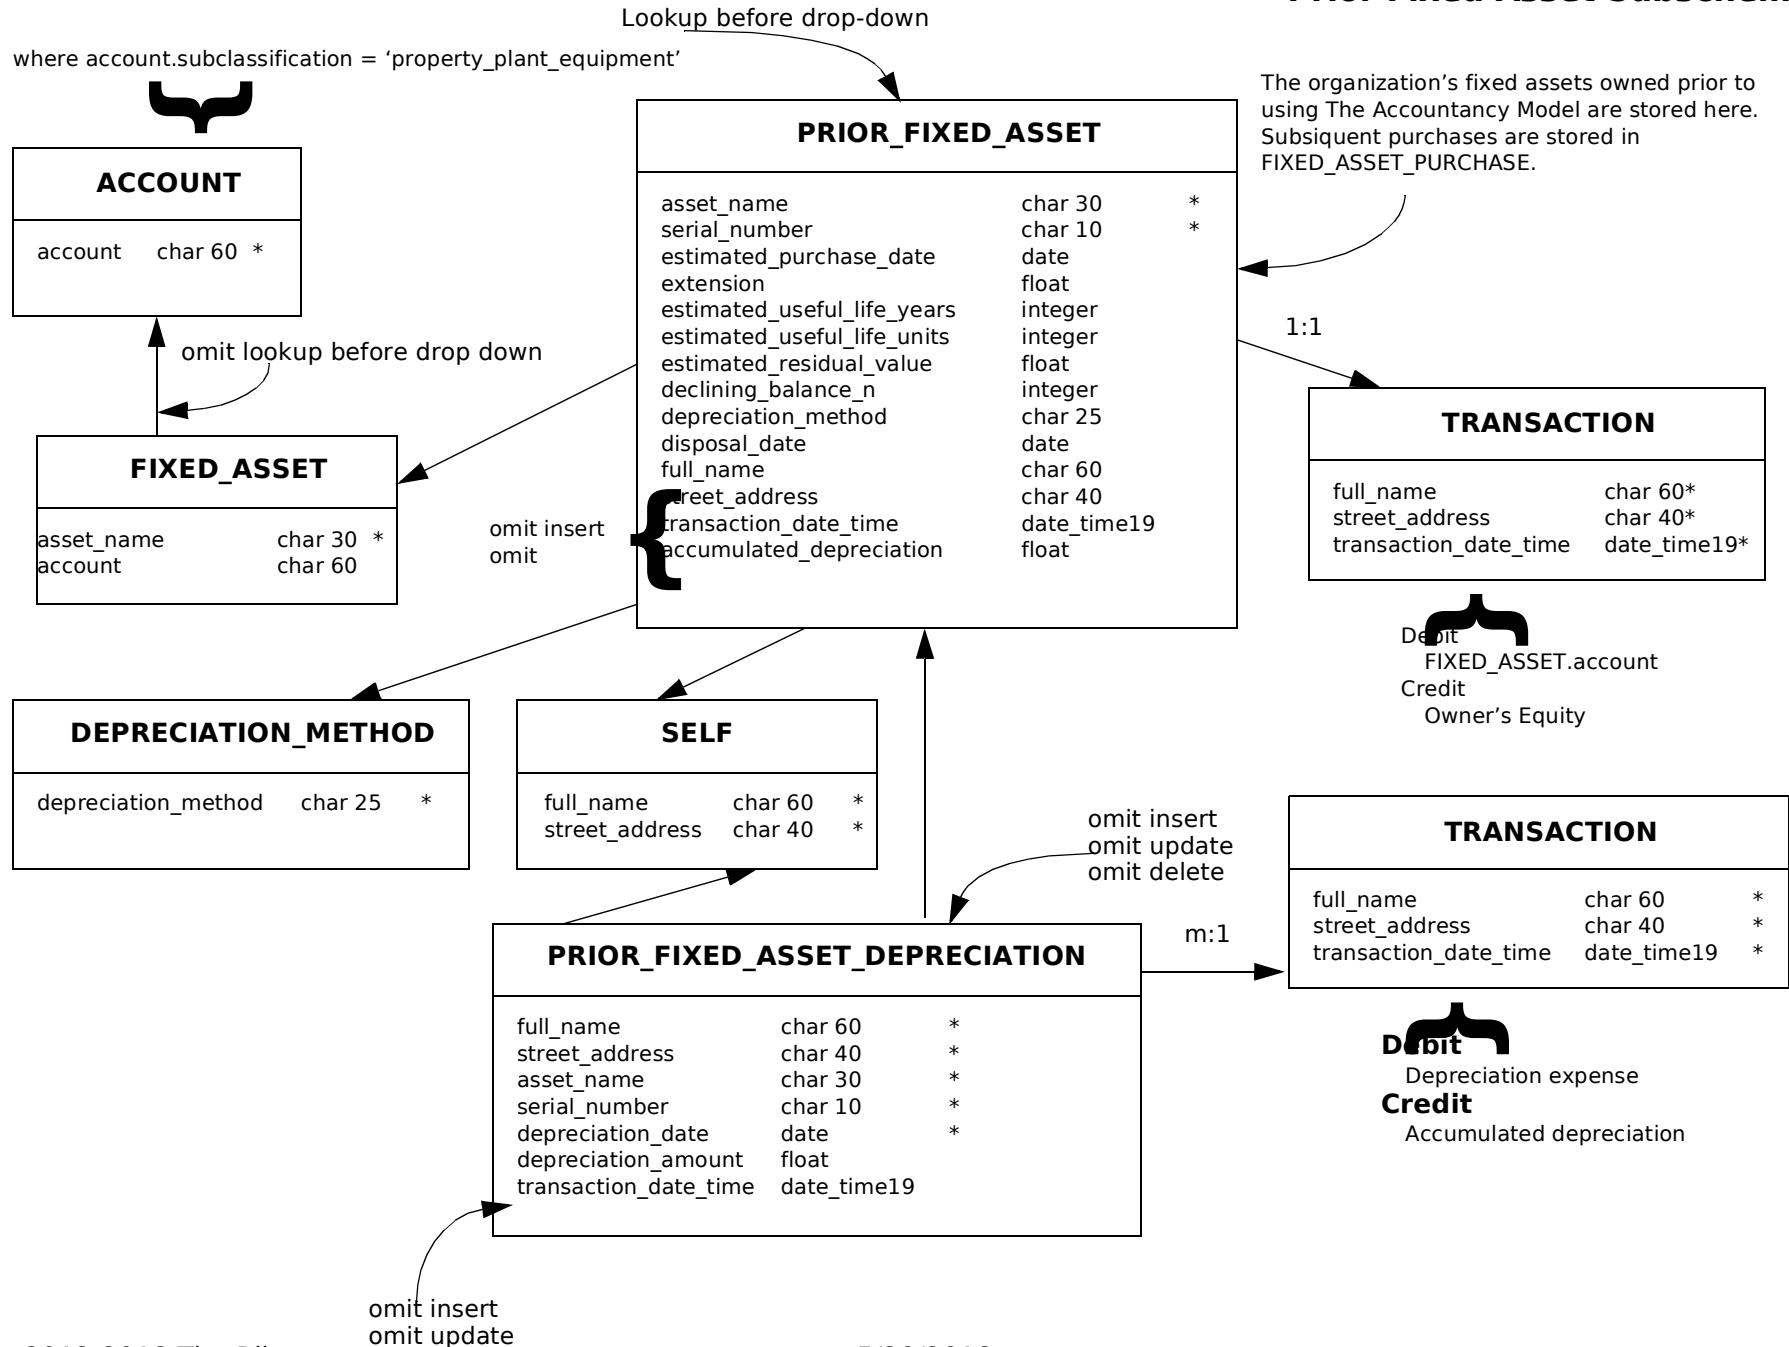 Lookup before drop-down
where account.subclassification = ‘property_plant_equipment’
The organization’s fixed assets owned prior to
using The Accountancy Model are stored here.
Subsiquent purchases are stored in
FIXED_ASSET_PURCHASE.
PRIOR_FIXED_ASSET
asset_name char 30 *
serial_number char 10 *
estimated_purchase_date date
extension float
estimated_useful_life_years integer
estimated_useful_life_units integer
estimated_residual_value float
declining_balance_n integer
depreciation_method char 25
disposal_date date
full_name char 60
street_address char 40
transaction_date_time date_time19
accumulated_depreciation float
ACCOUNT
account char 60 *
omit lookup before drop down
FIXED_ASSET
asset_name char 30 *
account char 60
omit insert
omit
1:1
TRANSACTION
full_name char 60*
street_address char 40*
transaction_date_time date_time19*
Debit
FIXED_ASSET.account
Credit
Owner’s Equity
DEPRECIATION_METHOD
depreciation_method char 25 *
SELF
full_name char 60 *
street_address char 40 *
omit insert
omit update
omit delete
m:1
TRANSACTION
full_name char 60 *
street_address char 40 *
transaction_date_time date_time19 *
Debit
Depreciation expense
Credit
Accumulated depreciation
PRIOR_FIXED_ASSET_DEPRECIATION
full_name char 60 *
street_address char 40 *
asset_name char 30 *
serial_number char 10 *
depreciation_date date *
depreciation_amount float
transaction_date_time date_time19
omit insert
omit update